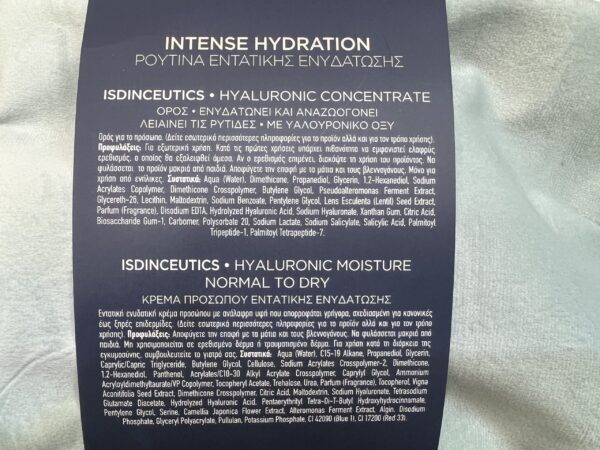 INTENSE HYDRATION
ΡΟΥΤΙΝΑ ΕΝΤΑΤΙΚΗΣ ΕΝΥΔΑΤΩΣΗΣ
ISDINCEUTICS • HYALURONIC CONCENTRATE
ΟΡΟΣ • ΕΝΥΔΑΤΩΝΕΙ ΚΑΙ ΑΝΑΖΩΟΓΟΝΕΙ
ΛΕΙΑΙΝΕΙ ΤΙΣ ΡΥΤΙΔΕΣ • ΜΕ ΥΑΛΟΥΡΟΝΙΚΟ ΟΞΥ
Ορός για το πρόσωπο. (Δείτε εσωτερικά περισσότερες πληροφορίες για το προϊόν αλλά και για τον τρόπο χρήσης).
Προφυλάξεις: Για εξωτερική χρήση. Κατά τις πρώτες χρήσεις υπάρχει πιθανότητα να εμφανιστεί ελαφρύς
ερεθισμός, ο οποίος θα εξαλειφθεί άμεσα. Αν ο ερεθισμός επιμένει, διακόψτε τη χρήση του προϊόντος. Να
φυλάσσεται το προϊόν μακριά από παιδιά. Αποφύγετε την επαφή με τα μάτια και τους βλεννογόνους. Μόνο για
χρήση από ενήλικες. Συστατικά: Aqua (Water), Dimethicone, Propanediol, Glycerin, 1,2-Hexanediol, Sodium
Acrylates Copolymer, Dimethicone Crosspolymer, Butylene Glycol, Pseudoalteromonas Ferment Extract,
Glycereth-26, Lecithin, Maltodextrin, Sodium Benzoate, Pentylene Glycol, Lens Esculenta (Lentil) Seed Extract,
Parfum (Fragrance), Disodium EDTA, Hydrolyzed Hyaluronic Acid, Sodium Hyaluronate, Xanthan Gum, Citric Acid,
Biosaccharide Gum-1, Carbomer, Polysorbate 20, Sodium Lactate, Sodium Salicylate, Salicylic Acid, Palmitoyl
Tripeptide-1, Palmitoyl Tetrapeptide-7.
ISDINCEUTICS • HYALURONIC MOISTURE
NORMAL TO DRY
ΚΡΕΜΑ ΠΡΟΣΩΠΟΥ ΕΝΤΑΤΙΚΗΣ ΕΝΥΔΑΤΩΣΗΣ
Εντατική ενυδατική κρέμα προσώπου με ανάλαφρη υφή που απορροφάται γρήγορα, σχεδιασμένη για κανονικές
έως ξηρές επιδερμίδες. (Δείτε εσωτερικά περισσότερες πληροφορίες για το προϊόν αλλά και για τον τρόπο
χρήσης). Προφυλάξεις: Αποφύγετε την επαφή με τα μάτια και τους βλεννογόνους. Να φυλάσσεται μακριά από
παιδιά. Μη χρησιμοποιείται σε ερεθισμένο δέρμα ή τραυματισμένο δέρμα. Για χρήση κατά τη διάρκεια της
εγκυμοσύνης, συμβουλευτείτε το γιατρό σας. Συστατικά: Aqua (Water), C15-19 Alkane, Propanediol, Glycerin,
Caprylic/Capric Triglyceride, Butylene Glycol, Cellulose, Sodium Acrylates Crosspolymer-2, Dimethicone,
1,2-Hexanediol, Panthenol, Acrylates/C10-30 Alkyl Acrylate Crosspolymer, Caprylyl Glycol, Ammonium
Acryloyldimethyltaurate/VP Copolymer, Tocopheryl Acetate, Trehalose, Urea, Parfum (Fragrance), Tocopherol, Vigna
Aconitifolia Seed Extract, Dimethicone Crosspolymer, Citric Acid, Maltodextrin, Sodium Hyaluronate, Tetrasodium
Glutamate Diacetate, Hydrolyzed Hyaluronic Acid, Pentaerythrityl Tetra-Di-T-Butyl Hydroxyhydrocinnamate,
Pentylene Glycol, Serine, Camellia Japonica Flower Extract, Alteromonas Ferment Extract, Algin, Disodium
Phosphate, Glyceryl Polyacrylate, Pullulan, Potassium Phosphate, CI 42090 (Blue 1), CI 17200 (Red 33).